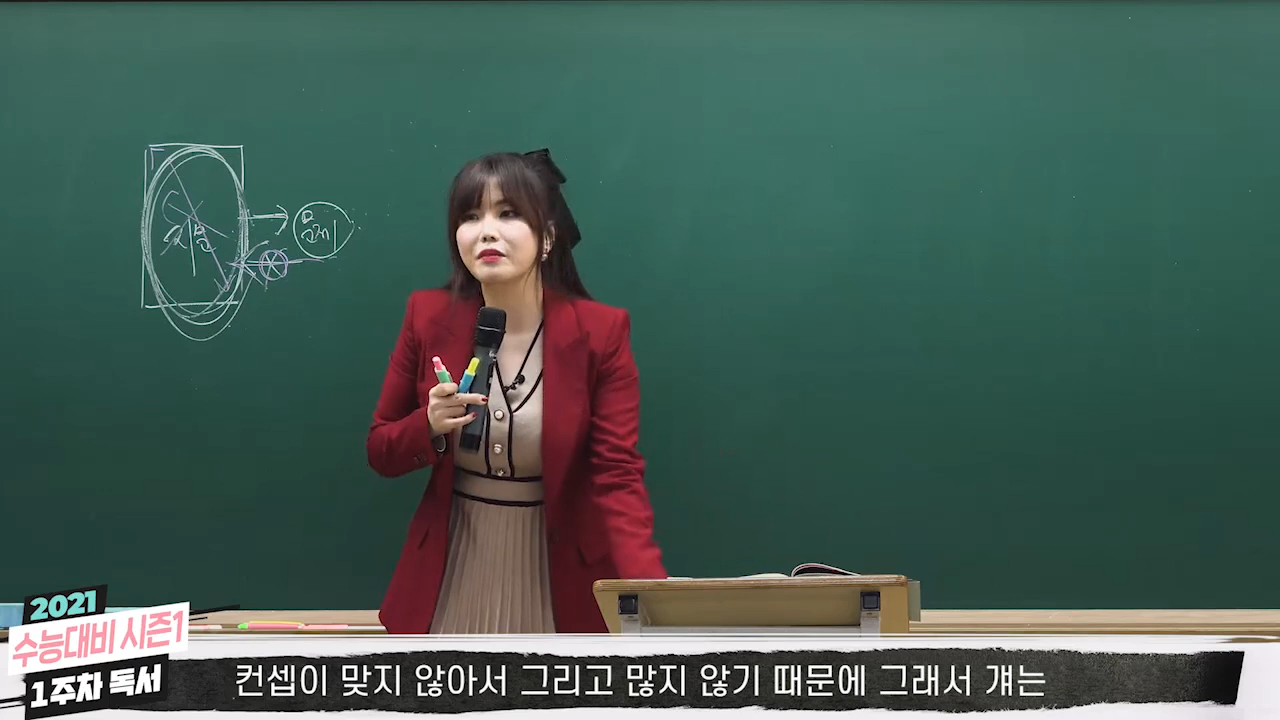 문제
2021
수능대비 시즌1
1주차 독서
컨셉이 맞지 않아서 그리고 많지 않기 때문에 그래서 걔는